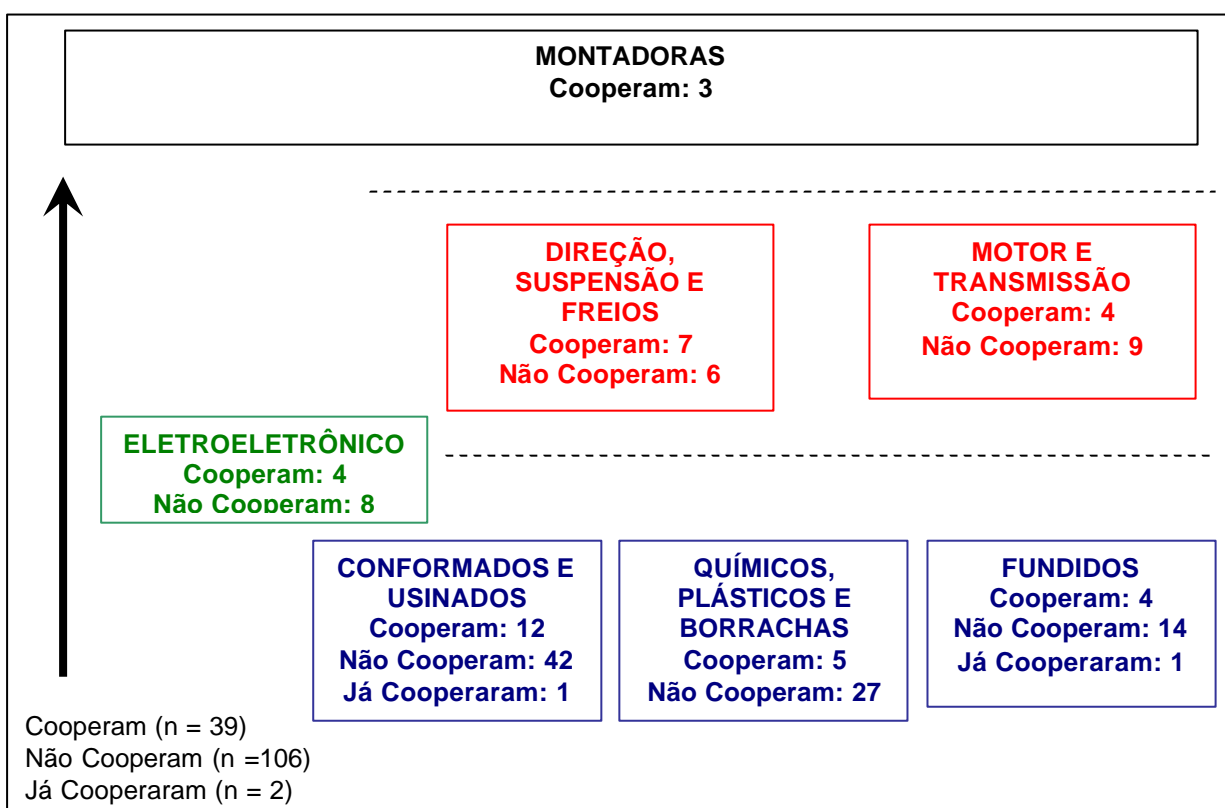 MONTADORAS
Cooperam: 3
DIREÇÃO,
SUSPENSÃO E
FREIOS
Cooperam: 7
Não Cooperam: 6
MOTOR E
TRANSMISSÃO
Cooperam: 4
Não Cooperam: 9
ELETROELETRÔNICO
Cooperam: 4
Não Cooperam: 8
CONFORMADOS E
USINADOS
Cooperam: 12
Não Cooperam: 42
Já Cooperaram: 1
QUÍMICOS,
PLÁSTICOS E
BORRACHAS
Cooperam: 5
Não Cooperam: 27
FUNDIDOS
Cooperam: 4
Não Cooperam: 14
Já Cooperaram: 1
Cooperam (n = 39)
Não Cooperam (n =106)
Já Cooperaram (n = 2)